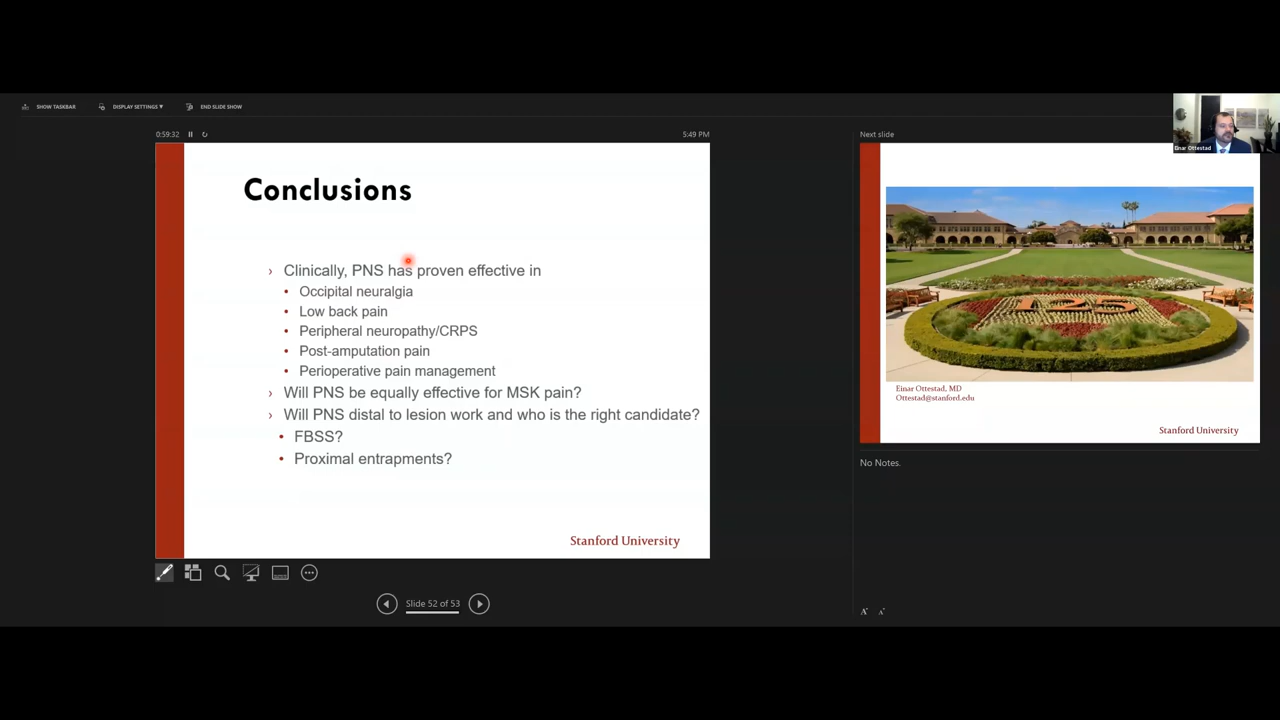 SHOW TASKBAR
DISPLAY SETTINGS ▾
END SLIDE SHOW
0:59:32
5:49 PM
Conclusions
› Clinically, PNS has proven effective in
• Occipital neuralgia
• Low back pain
• Peripheral neuropathy/CRPS
• Post-amputation pain
• Perioperative pain management
› Will PNS be equally effective for MSK pain?
› Will PNS distal to lesion work and who is the right candidate?
• FBSS?
• Proximal entrapments?
Stanford University
Slide 52 of 53
Next slide
Einar Ottestad
125
Einar Ottestad, MD
Ottestad@stanford.edu
Stanford University
No Notes.
A A